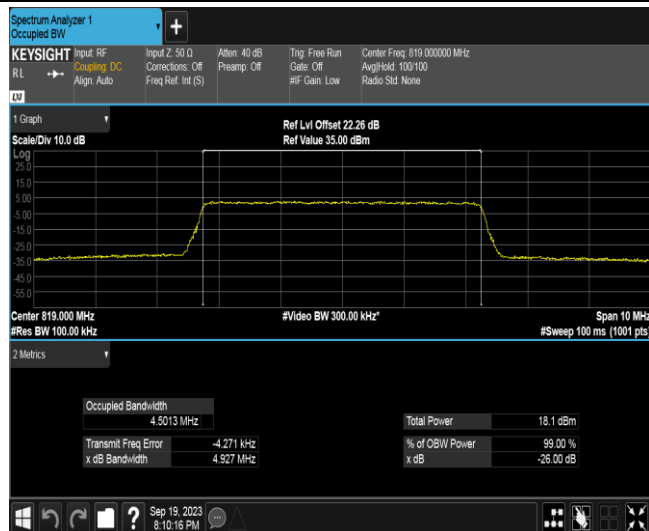 Spectrum Analyzer 1
Occupied BW
+
KEYSIGHT Input: RF Input Z: 50 Ω Atten: 40 dB Trig: Free Run Center Freq: 819.000000 MHz
RL Coupling: DC Corrections: Off Preamp: Off Gate: Off Avg|Hold: 100/100
Align: Auto Freq Ref: Int (S) #IF Gain: Low Radio Std: None
LXI
1 Graph
Ref Lvl Offset 22.26 dB
Scale/Div 10.0 dB Ref Value 35.00 dBm
Log
25.0
15.0
5.00
-5.00
-15.0
-25.0
-35.0
-45.0
-55.0
Center 819.000 MHz #Video BW 300.00 kHz* Span 10 MHz
#Res BW 100.00 kHz #Sweep 100 ms (1001 pts)
2 Metrics
Occupied Bandwidth
4.5013 MHz Total Power 18.1 dBm
Transmit Freq Error -4.271 kHz % of OBW Power 99.00 %
x dB Bandwidth 4.927 MHz x dB -26.00 dB
? Sep 19, 2023
8:10:16 PM